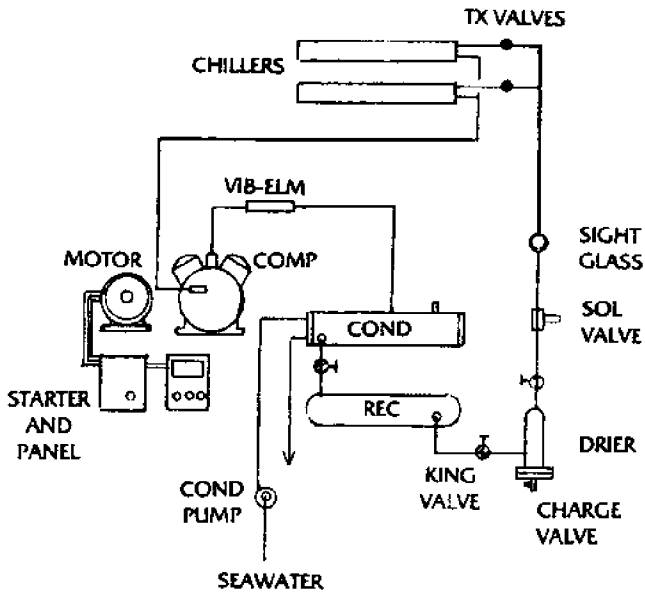 TX VALVES
CHILLERS
VIB-ELM
MOTOR
COMP
SIGHT
GLASS
COND
SOL
VALVE
STARTER
AND
PANEL
REC
DRIER
KING
VALVE
COND
PUMP
CHARGE
VALVE
SEAWATER